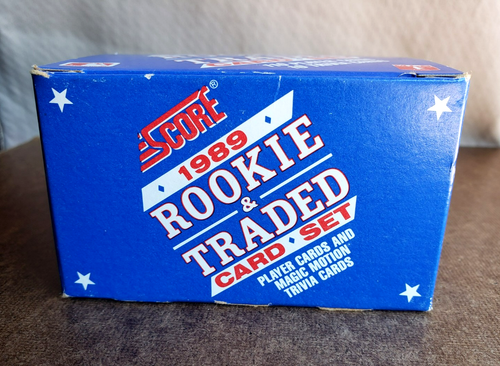 SCORE®
1989
ROOKIE
&
TRADED
CARD • SET
PLAYER CARDS AND
MAGIC MOTION
TRIVIA CARDS